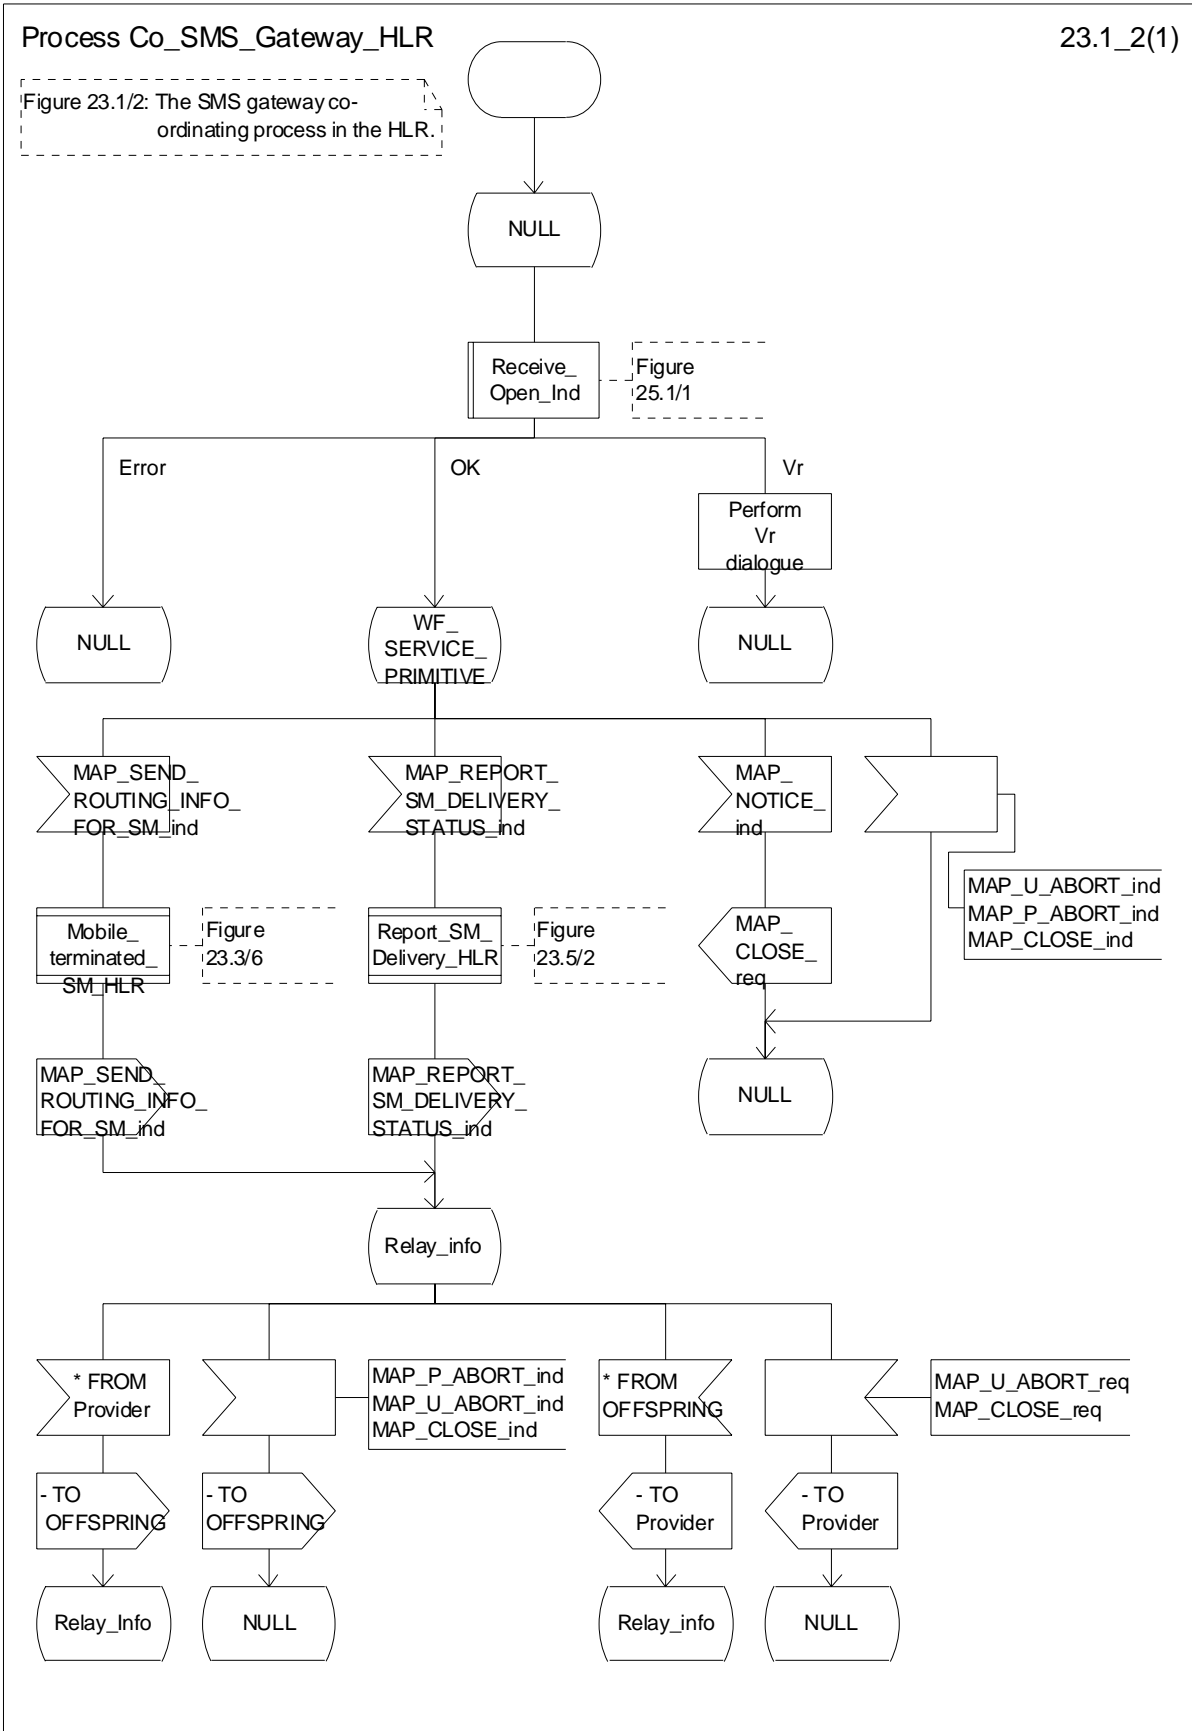 Process Co_SMS_Gateway_HLR
23.1_2(1)
Figure 23.1/2: The SMS gateway co-
ordinating process in the HLR.
NULL
Receive_
Open_Ind
Figure
25.1/1
Error
OK
Vr
Perform
Vr
dialogue
NULL
WF_
SERVICE_
PRIMITIVE
NULL
MAP_SEND_
ROUTING_INFO_
FOR_SM_ind
MAP_REPORT_
SM_DELIVERY_
STATUS_ind
MAP_
NOTICE_
ind
MAP_U_ABORT_ind
MAP_P_ABORT_ind
MAP_CLOSE_ind
Mobile_
terminated_
SM_HLR
Figure
23.3/6
Report_SM_
Delivery_HLR
Figure
23.5/2
MAP_
CLOSE_
req
MAP_SEND_
ROUTING_INFO_
FOR_SM_ind
MAP_REPORT_
SM_DELIVERY_
STATUS_ind
NULL
Relay_info
* FROM
Provider
MAP_P_ABORT_ind
MAP_U_ABORT_ind
MAP_CLOSE_ind
* FROM
OFFSPRING
MAP_U_ABORT_req
MAP_CLOSE_req
- TO
OFFSPRING
- TO
OFFSPRING
- TO
Provider
- TO
Provider
Relay_Info
NULL
Relay_info
NULL